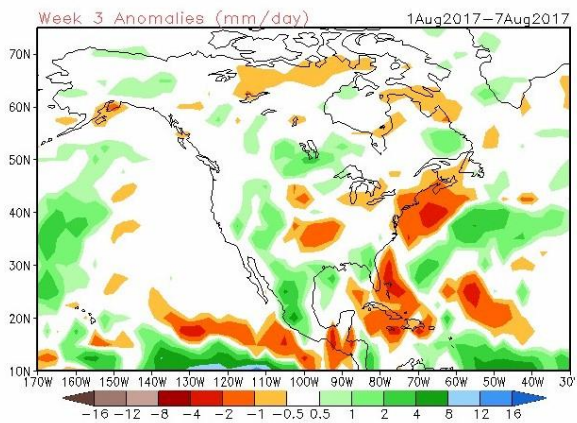 Week 3 Anomalies (mm/day) 1Aug2017-7Aug2017
70N
60N
50N
40N
30N
20N
10N
170W 160W 150W 140W 130W 120W 110W 100W 90W 80W 70W 60W 50W 40W 30
-16 -12 -8 -4 -2 -1 -0.5 0.5 1 2 4 8 12 16